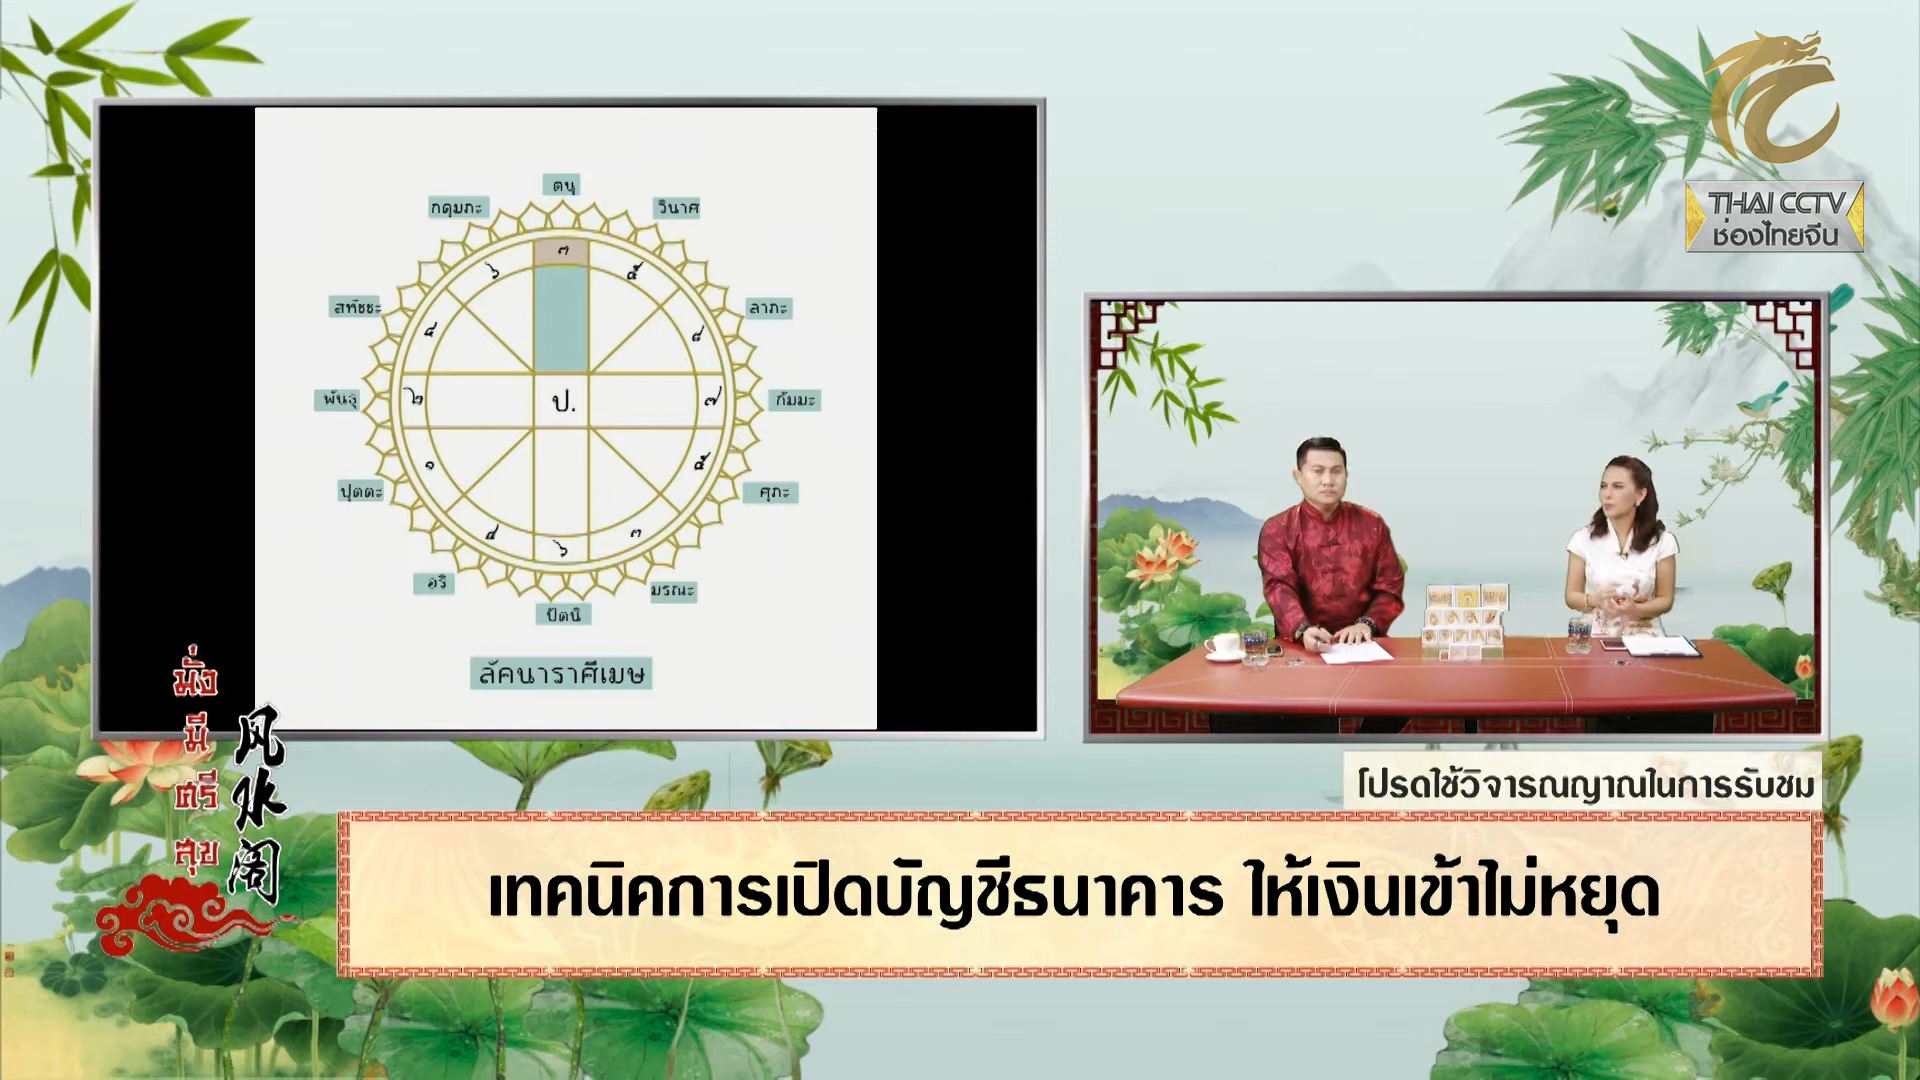 THAI CCTV
ช่องไทยจีน
ตนุ
กดุมภะ
วินาศ
๓
๖
๕
สหัชชะ
ลาภะ
๔
๘
พันธุ
กัมมะ
๒
ป.
๗
๑
๕
ปุตตะ
ศุภะ
๔
๖
๓
อริ
มรณะ
ปัตนิ
ลัคนาราศีเมษ
มั่ง
มี
ศรี
สุข
风水阁
โปรดใช้วิจารณญาณในการรับชม
เทคนิคการเปิดบัญชีธนาคาร ให้เงินเข้าไม่หยุด